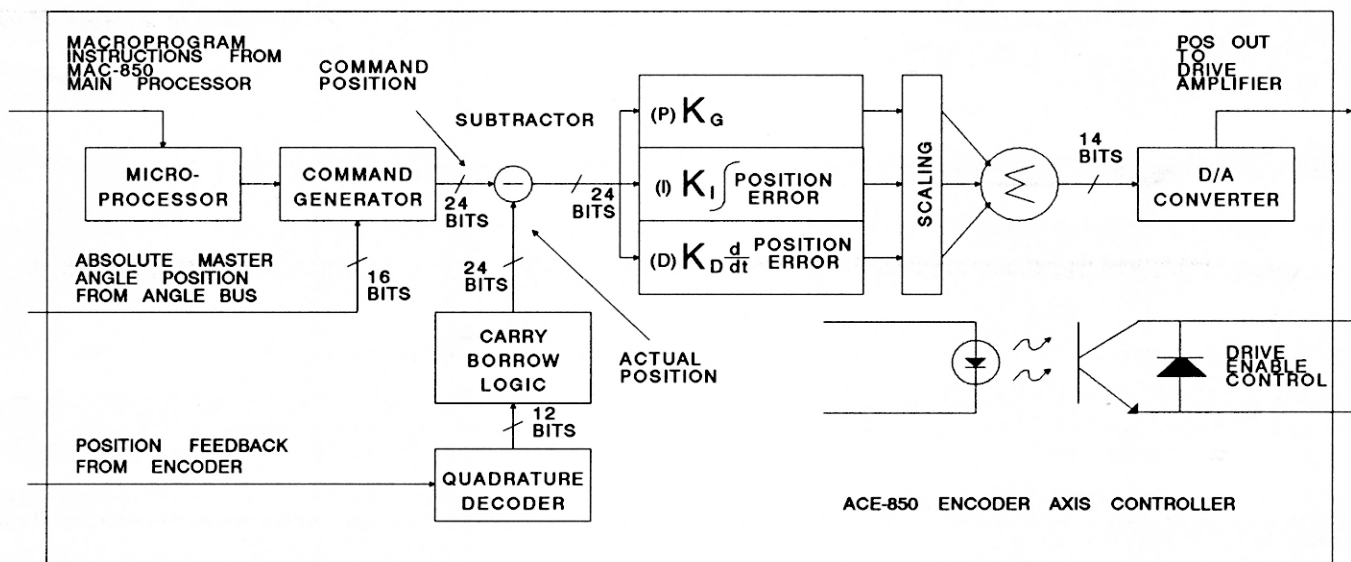 MACROPROGRAM
INSTRUCTIONS FROM
MAC-850
MAIN PROCESSOR
COMMAND
POSITION
SUBTRACTOR
POS OUT
TO
DRIVE
AMPLIFIER
MICRO-
PROCESSOR
COMMAND
GENERATOR
24
BITS
24
BITS
(P) K G
(I) K I ∫ POSITION
ERROR
(D) K D d/dt POSITION
ERROR
SCALING
Σ
14
BITS
D/A
CONVERTER
ABSOLUTE MASTER
ANGLE POSITION
FROM ANGLE BUS
16
BITS
24
BITS
CARRY
BORROW
LOGIC
ACTUAL
POSITION
DRIVE
ENABLE
CONTROL
12
BITS
POSITION FEEDBACK
FROM ENCODER
QUADRATURE
DECODER
ACE-850 ENCODER AXIS CONTROLLER